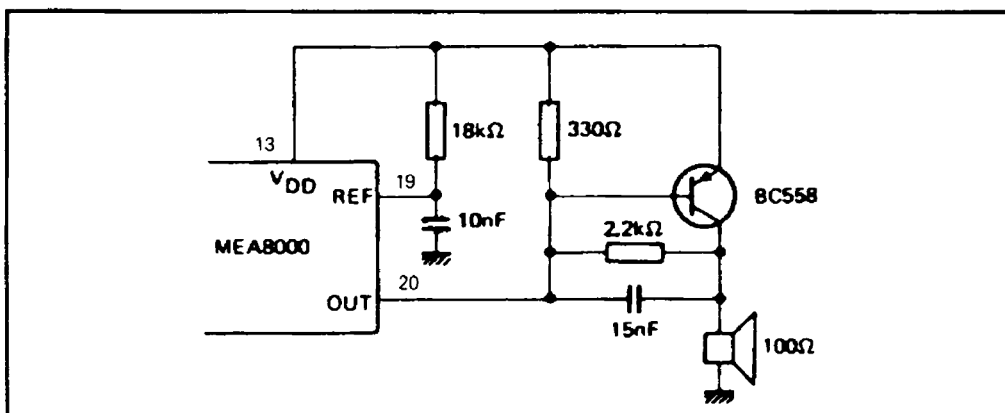 18kΩ
330Ω
13
V_DD
REF
19
BC558
10nF
2.2kΩ
MEA8000
OUT
20
15nF
100Ω